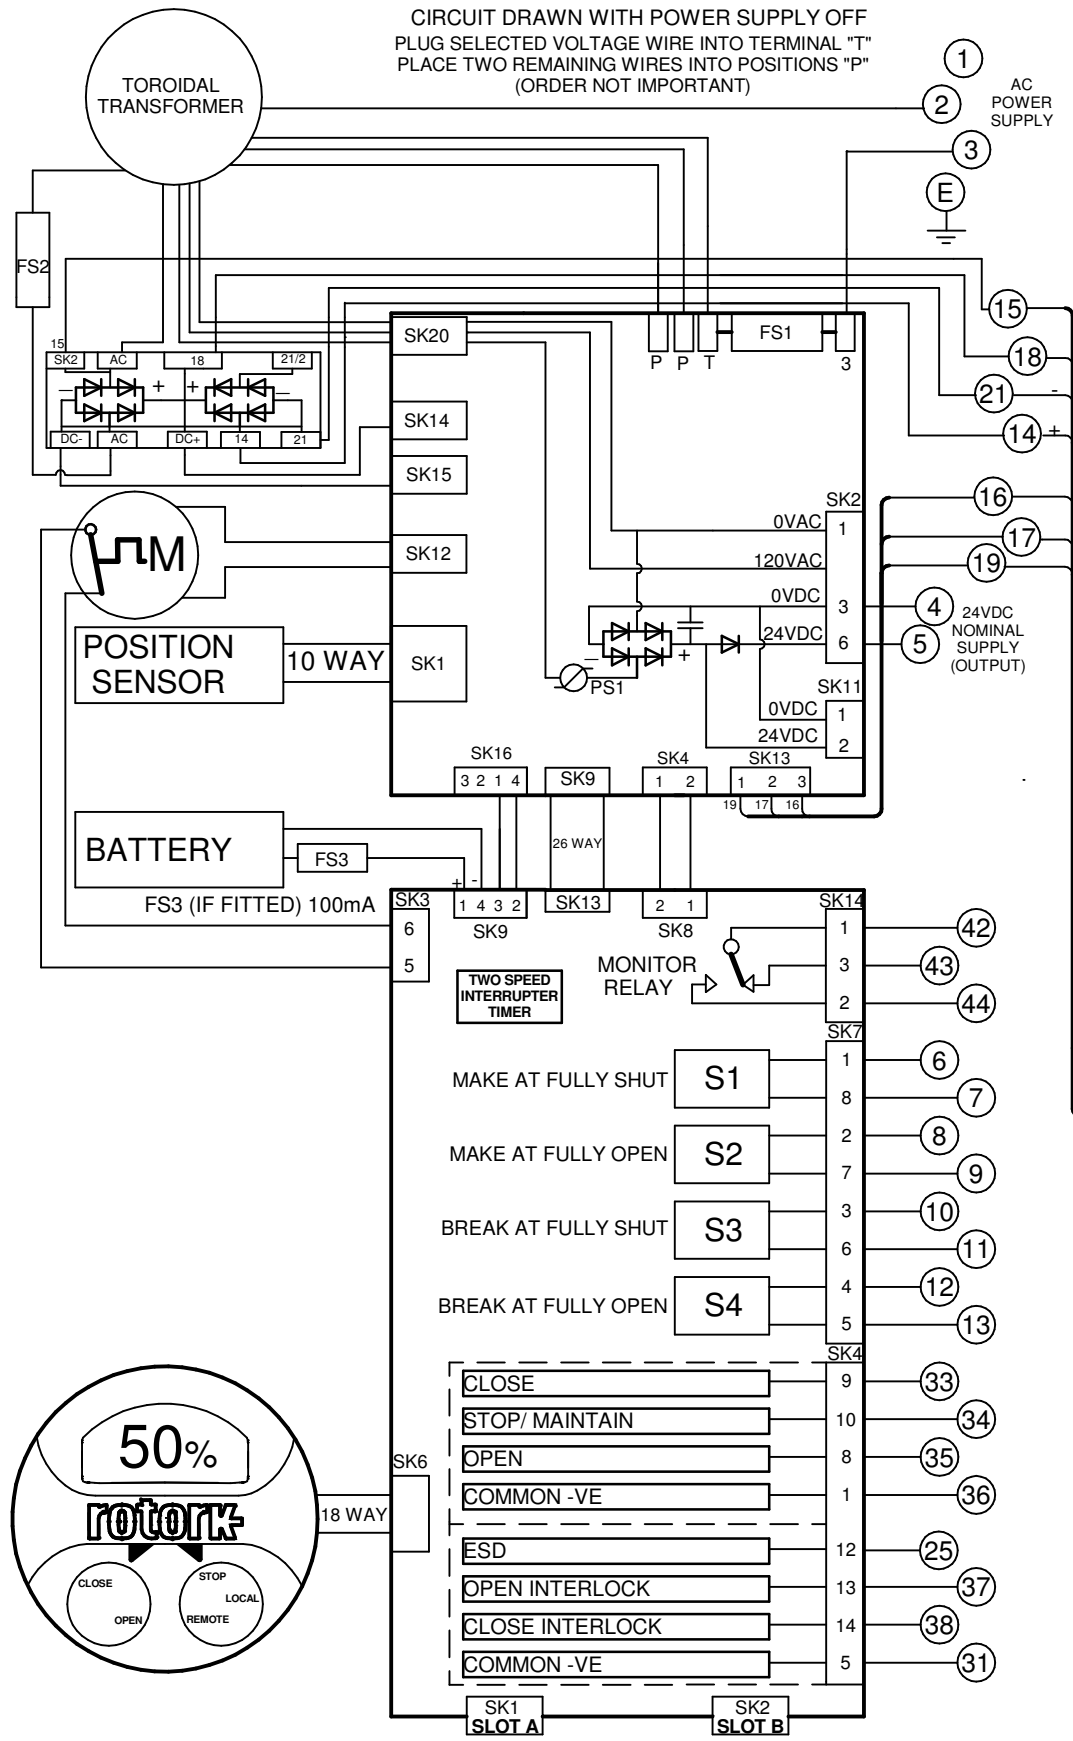 CIRCUIT DRAWN WITH POWER SUPPLY OFF
PLUG SELECTED VOLTAGE WIRE INTO TERMINAL "T"
PLACE TWO REMAINING WIRES INTO POSITIONS "P"
(ORDER NOT IMPORTANT)
TOROIDAL
TRANSFORMER
1
2
AC
POWER
SUPPLY
3
E
FS2
15
SK2
AC
18
21/2
− + + −
DC-
AC
DC+
14
21
SK20
SK14
SK15
SK12
SK1
P
P
T
FS1
3
15
18
21
-
14
+
16
17
19
SK2
0VAC
1
120VAC
0VDC
3
24VDC
6
4
5
24VDC
NOMINAL
SUPPLY
(OUTPUT)
− +
PS1
SK11
0VDC
1
24VDC
2
M
POSITION
SENSOR
10 WAY
SK16
3 2 1 4
SK9
SK4
1 2
SK13
1 2 3
19 17 16
26 WAY
BATTERY
FS3
FS3 (IF FITTED) 100mA
+ -
SK3
6
5
1 4 3 2
SK9
SK13
2 1
SK8
TWO SPEED
INTERRUPTER
TIMER
MONITOR
RELAY
SK14
1
42
3
43
2
44
SK7
MAKE AT FULLY SHUT
S1
1
6
8
7
MAKE AT FULLY OPEN
S2
2
8
7
9
BREAK AT FULLY SHUT
S3
3
10
6
11
BREAK AT FULLY OPEN
S4
4
12
5
13
SK4
CLOSE
9
33
STOP/ MAINTAIN
10
34
OPEN
8
35
COMMON -VE
1
36
ESD
12
25
OPEN INTERLOCK
13
37
CLOSE INTERLOCK
14
38
COMMON -VE
5
31
50%
rotork
CLOSE
OPEN
STOP
LOCAL
REMOTE
18 WAY
SK6
SK1
SLOT A
SK2
SLOT B